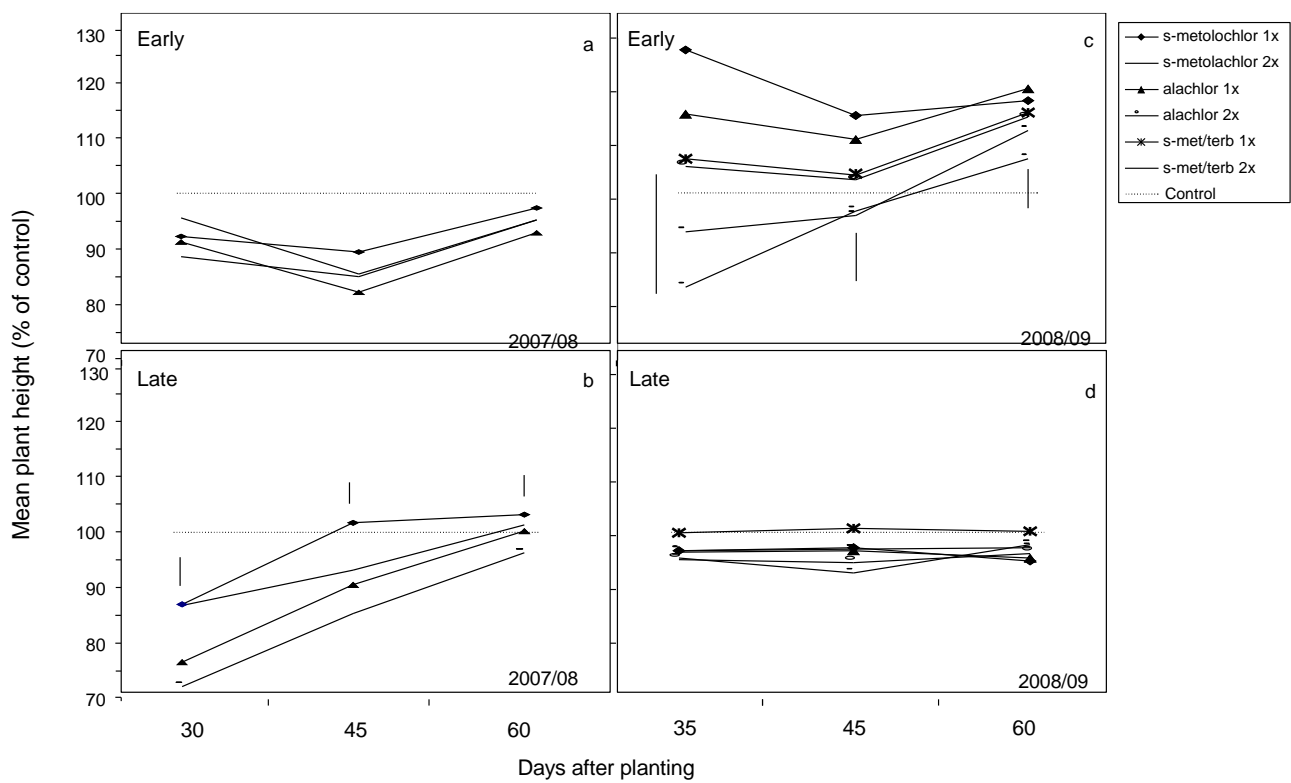 Mean plant height (% of control)
130
120
110
100
90
80
70
Early
a
2007/08
Early
c
2008/09
130
120
110
100
90
80
70
Late
b
2007/08
Late
d
2008/09
30
45
60
35
45
60
Days after planting
s-metolochlor 1x
s-metolachlor 2x
alachlor 1x
alachlor 2x
s-met/terb 1x
s-met/terb 2x
Control